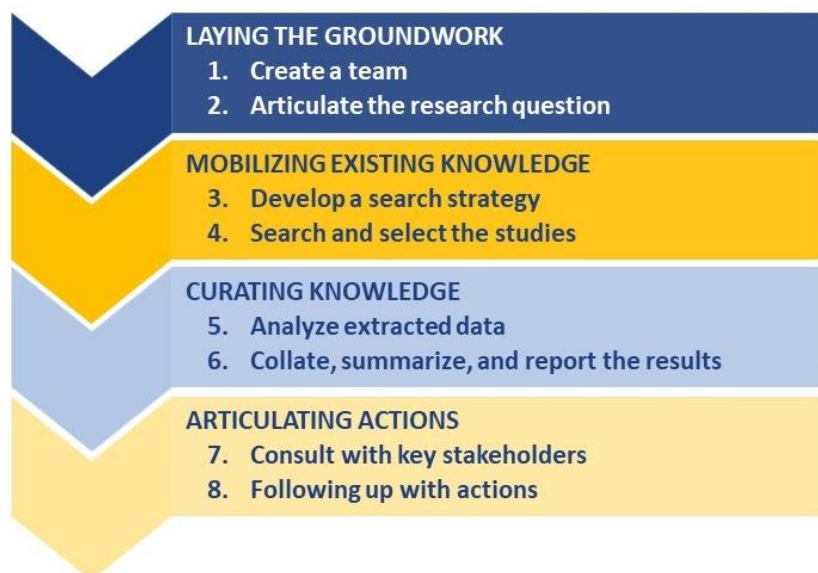 LAYING THE GROUNDWORK
1. Create a team
2. Articulate the research question
MOBILIZING EXISTING KNOWLEDGE
3. Develop a search strategy
4. Search and select the studies
CURATING KNOWLEDGE
5. Analyze extracted data
6. Collate, summarize, and report the results
ARTICULATING ACTIONS
7. Consult with key stakeholders
8. Following up with actions